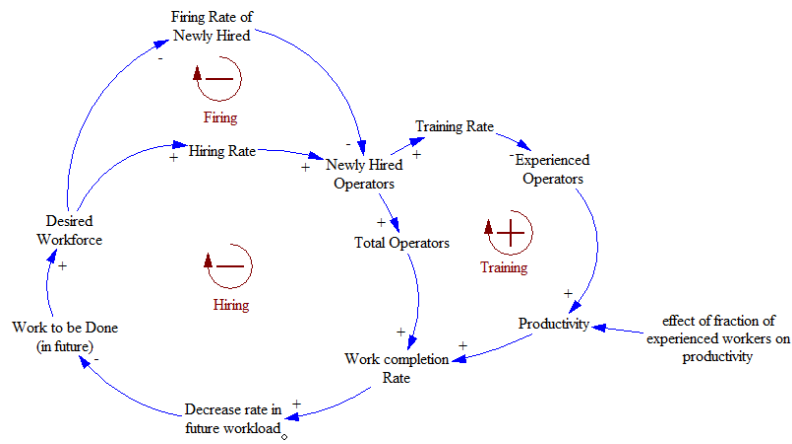 Firing Rate of
Newly Hired
-
−
Firing
-
Training Rate
+
Hiring Rate
+
+
-
Newly Hired
Operators
Experienced
Operators
Desired
Workforce
+
Total Operators
+
Training
+
−
Hiring
Work to be Done
(in future)
-
+
Productivity
effect of fraction of
experienced workers on
productivity
+
+
Work completion
Rate
+
Decrease rate in
future workload